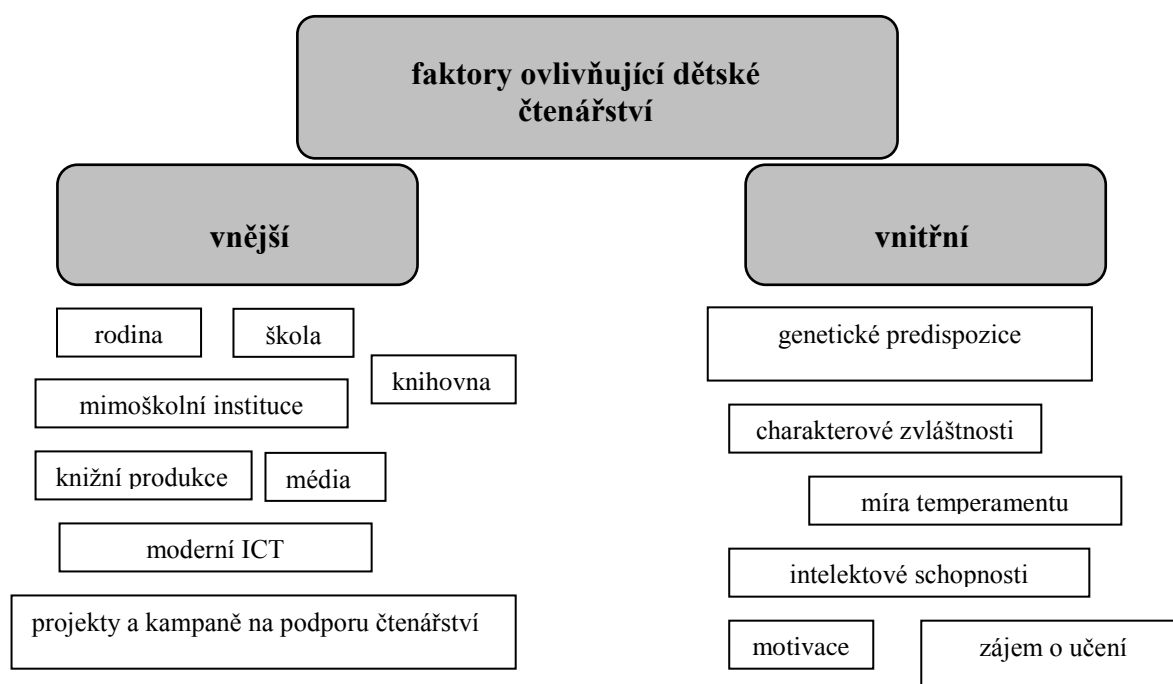 faktory ovlivňující dětské
čtenářství
vnější
vnitřní
rodina
škola
knihovna
mimoškolní instituce
knižní produkce
média
moderní ICT
projekty a kampaně na podporu čtenářství
genetické predispozice
charakterové zvláštnosti
míra temperamentu
intelektové schopnosti
motivace
zájem o učení